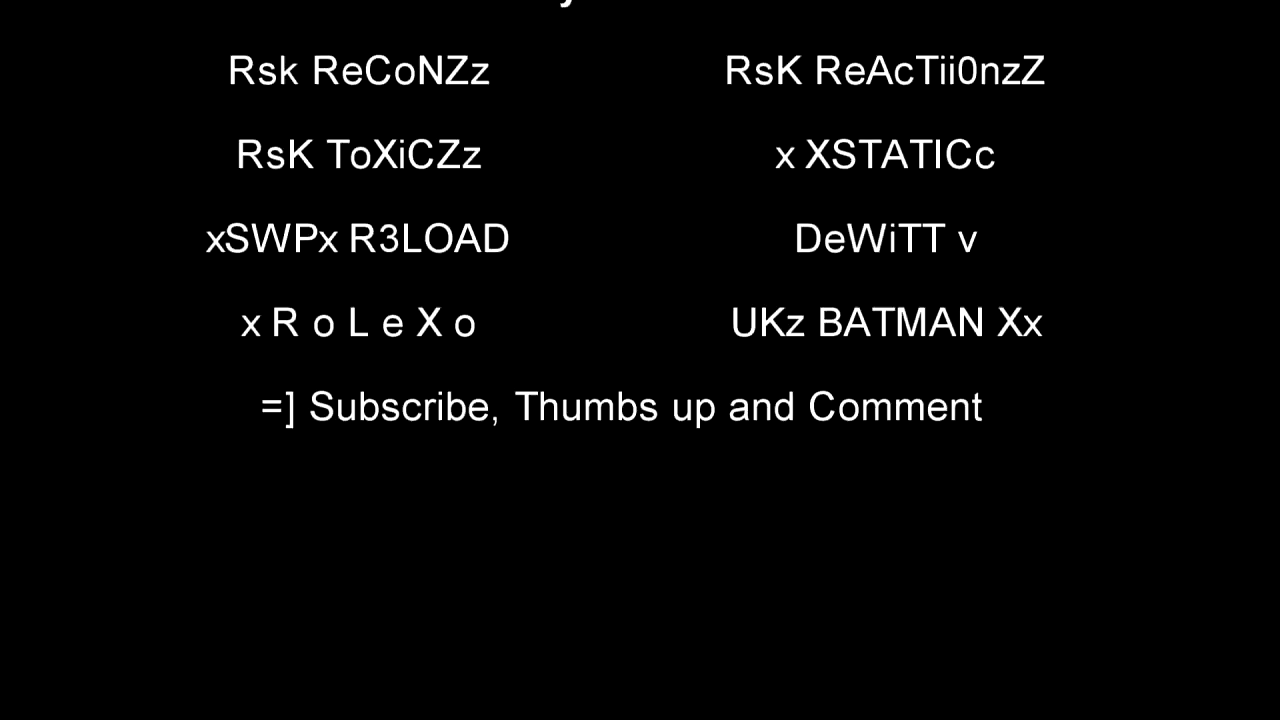 Rsk ReCoNZz RsK ReAcTii0nzZ
RsK ToXiCZz x XSTATICc
xSWPx R3LOAD DeWiTT v
x R o L e X o UKz BATMAN Xx
=] Subscribe, Thumbs up and Comment